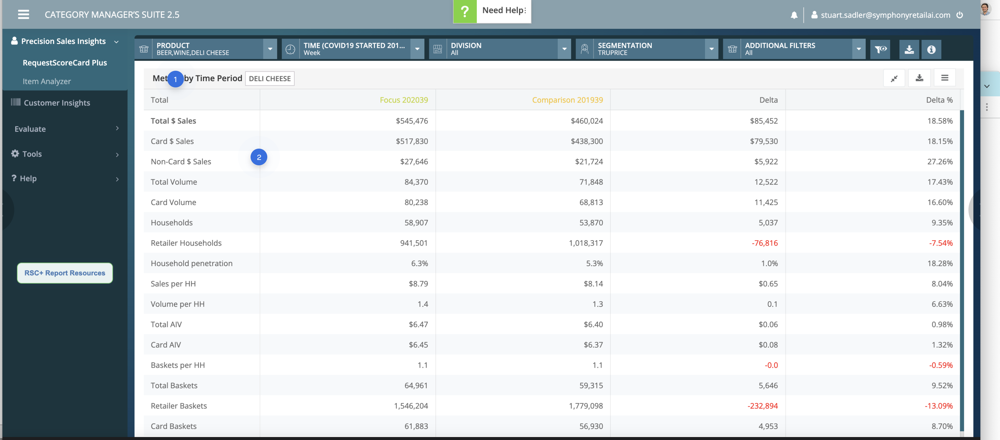 CATEGORY MANAGER'S SUITE 2.5
? Need Help:
stuart.sadler@symphonyretailai.com
Precision Sales Insights
RequestScoreCard Plus
Item Analyzer
Customer Insights
Evaluate
Tools
? Help
RSC+ Report Resources
PRODUCT
BEER,WINE,DELI CHEESE
TIME (COVID19 STARTED 201...
Week
DIVISION
All
SEGMENTATION
TRUPRICE
ADDITIONAL FILTERS
All
Met 1 by Time Period DELI CHEESE
Total Focus 202039 Comparison 201939 Delta Delta %
Total $ Sales $545,476 $460,024 $85,452 18.58%
Card $ Sales $517,830 $438,300 $79,530 18.15%
2
Non-Card $ Sales $27,646 $21,724 $5,922 27.26%
Total Volume 84,370 71,848 12,522 17.43%
Card Volume 80,238 68,813 11,425 16.60%
Households 58,907 53,870 5,037 9.35%
Retailer Households 941,501 1,018,317 -76,816 -7.54%
Household penetration 6.3% 5.3% 1.0% 18.28%
Sales per HH $8.79 $8.14 $0.65 8.04%
Volume per HH 1.4 1.3 0.1 6.63%
Total AIV $6.47 $6.40 $0.06 0.98%
Card AIV $6.45 $6.37 $0.08 1.32%
Baskets per HH 1.1 1.1 -0.0 -0.59%
Total Baskets 64,961 59,315 5,646 9.52%
Retailer Baskets 1,546,204 1,779,098 -232,894 -13.09%
Card Baskets 61,883 56,930 4,953 8.70%